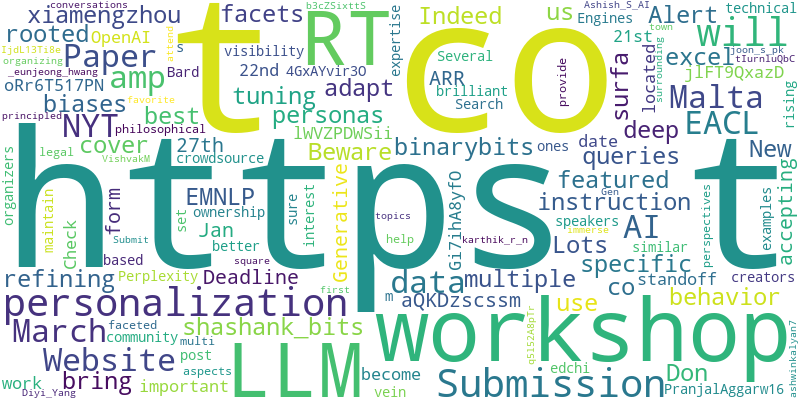 https
t
co
t
RT
workshop
LLM
personalization
Submission
Website
March
NYT
Paper
AI
Malta
EACL
will
data
amp
xiamengzhou
rooted
facets
OpenAI
Bard
visibility
22nd
4GxAYvir3O
b3cZSixttS
conversations
s
IjdL13Ti8e
organizing
_eunjeong_hwang
oRr6T517PN
biases
tuning
adapt
personas
best
philosophical
lWVZPDWSii
cover
27th
crowdsource
Beware
legal
VishvakM
principled
organizers
Indeed
us
Alert
Ashish_S_AI
Engines
21st
technical
town
joon_s_pk
tIurn1uQbC
expertise
ARR
Several
brilliant
Search
provide
surfa
located
surrounding
excel
jlFT9QxazD
rising
attend
favorite
binarybits
deep
queries
date
ones
New
featured
instruction
Gi7ihA8yfO
Lots
speakers
Gen
immerse
specific
similar
perspectives
examples
accepting
EMNLP
set
ownership
sure
Jan
better
interest
Generative
form
Check
maintain
Submit
based
refining
Deadline
Perplexity
square
topics
help
karthik_r_n
first
multiple
aQKDzscssm
co
use
standoff
creators
behavior
m
shashank_bits
community
faceted
multi
post
aspects
bring
important
work
Diyi_Yang
become
vein
edchi
q5152A8pTr
Don
PranjalAggarw16
ashwinkalyan7